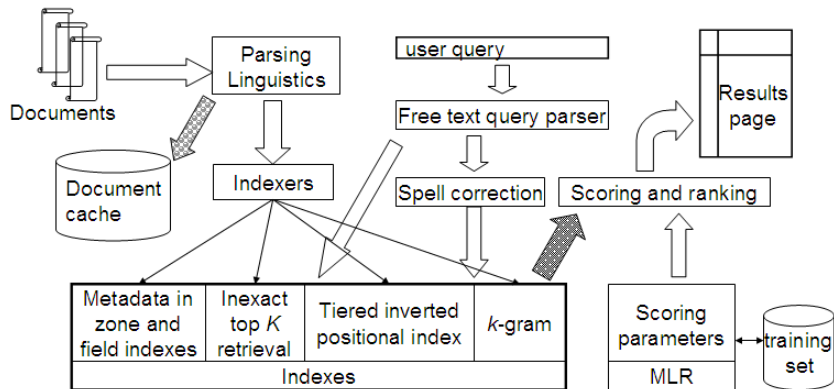 Parsing
Linguistics
user query
Documents
Free text query parser
Results
page
Document
cache
Indexers
Spell correction
Scoring and ranking
Metadata in
zone and
field indexes
Inexact
top K
retrieval
Tiered inverted
positional index
k-gram
Indexes
Scoring
parameters
MLR
training
set